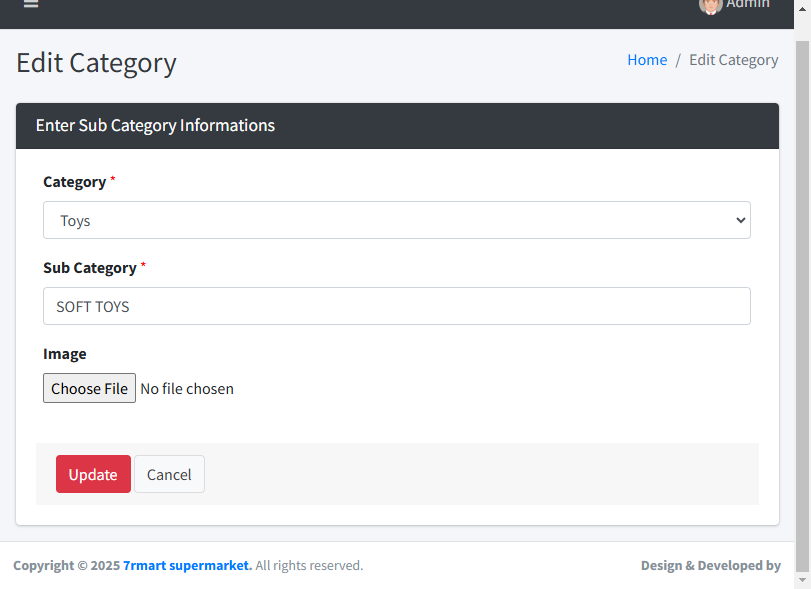 Admin
Edit Category
Home / Edit Category
Enter Sub Category Informations
Category *
Toys
Sub Category *
SOFT TOYS
Image
Choose File No file chosen
Update Cancel
Copyright © 2025 7rmart supermarket. All rights reserved.
Design & Developed by